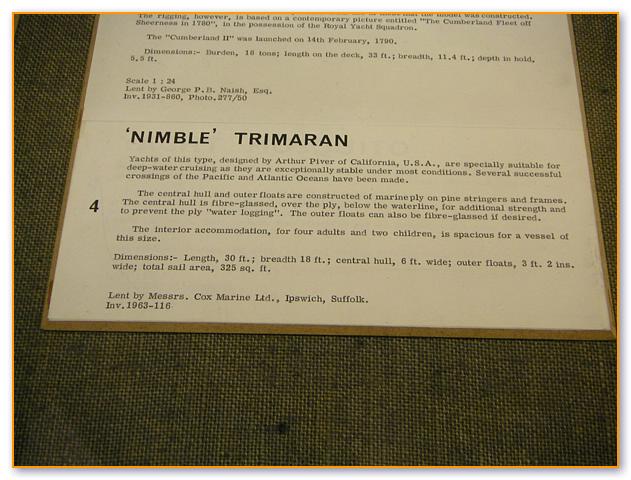 The rigging, however, is based on a contemporary picture entitled "The Cumberland Fleet off
Sheerness in 1780", in the possession of the Royal Yacht Squadron.
The "Cumberland II" was launched on 14th February, 1790.
Dimensions:- Burden, 18 tons; length on the deck, 33 ft.; breadth, 11.4 ft.; depth in hold,
5.5 ft.
Scale 1 : 24
Lent by George P.B. Naish, Esq.
Inv.1931-860, Photo.277/50
'NIMBLE' TRIMARAN
Yachts of this type, designed by Arthur Piver of California, U.S.A., are specially suitable for
deep-water cruising as they are exceptionally stable under most conditions. Several successful
crossings of the Pacific and Atlantic Oceans have been made.
The central hull and outer floats are constructed of marine ply on pine stringers and frames.
4 The central hull is fibre-glassed, over the ply, below the waterline, for additional strength and
to prevent the ply "water logging". The outer floats can also be fibre-glassed if desired.
The interior accommodation, for four adults and two children, is spacious for a vessel of
this size.
Dimensions:- Length, 30 ft.; breadth 18 ft.; central hull, 6 ft. wide; outer floats, 3 ft. 2 ins.
wide; total sail area, 325 sq. ft.
Lent by Messrs. Cox Marine Ltd., Ipswich, Suffolk.
Inv.1963-116